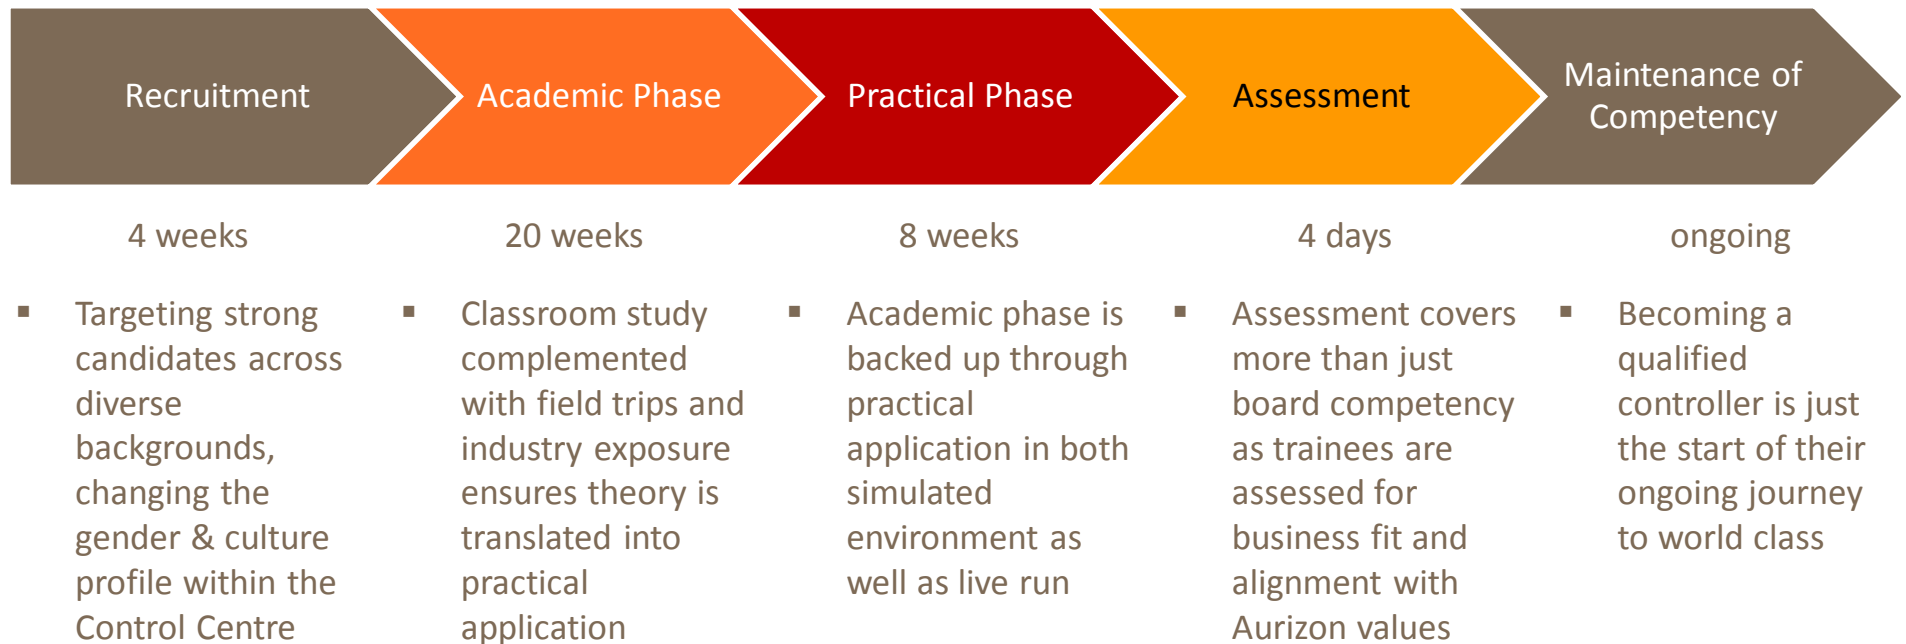 Recruitment
Academic Phase
Practical Phase
Assessment
Maintenance of
Competency
4 weeks
20 weeks
8 weeks
4 days
ongoing
▪ Targeting strong
candidates across
diverse
backgrounds,
changing the
gender & culture
profile within the
Control Centre
▪ Classroom study
complemented
with field trips and
industry exposure
ensures theory is
translated into
practical
application
▪ Academic phase is
backed up through
practical
application in both
simulated
environment as
well as live run
▪ Assessment covers
more than just
board competency
as trainees are
assessed for
business fit and
alignment with
Aurizon values
▪ Becoming a
qualified
controller is just
the start of their
ongoing journey
to world class